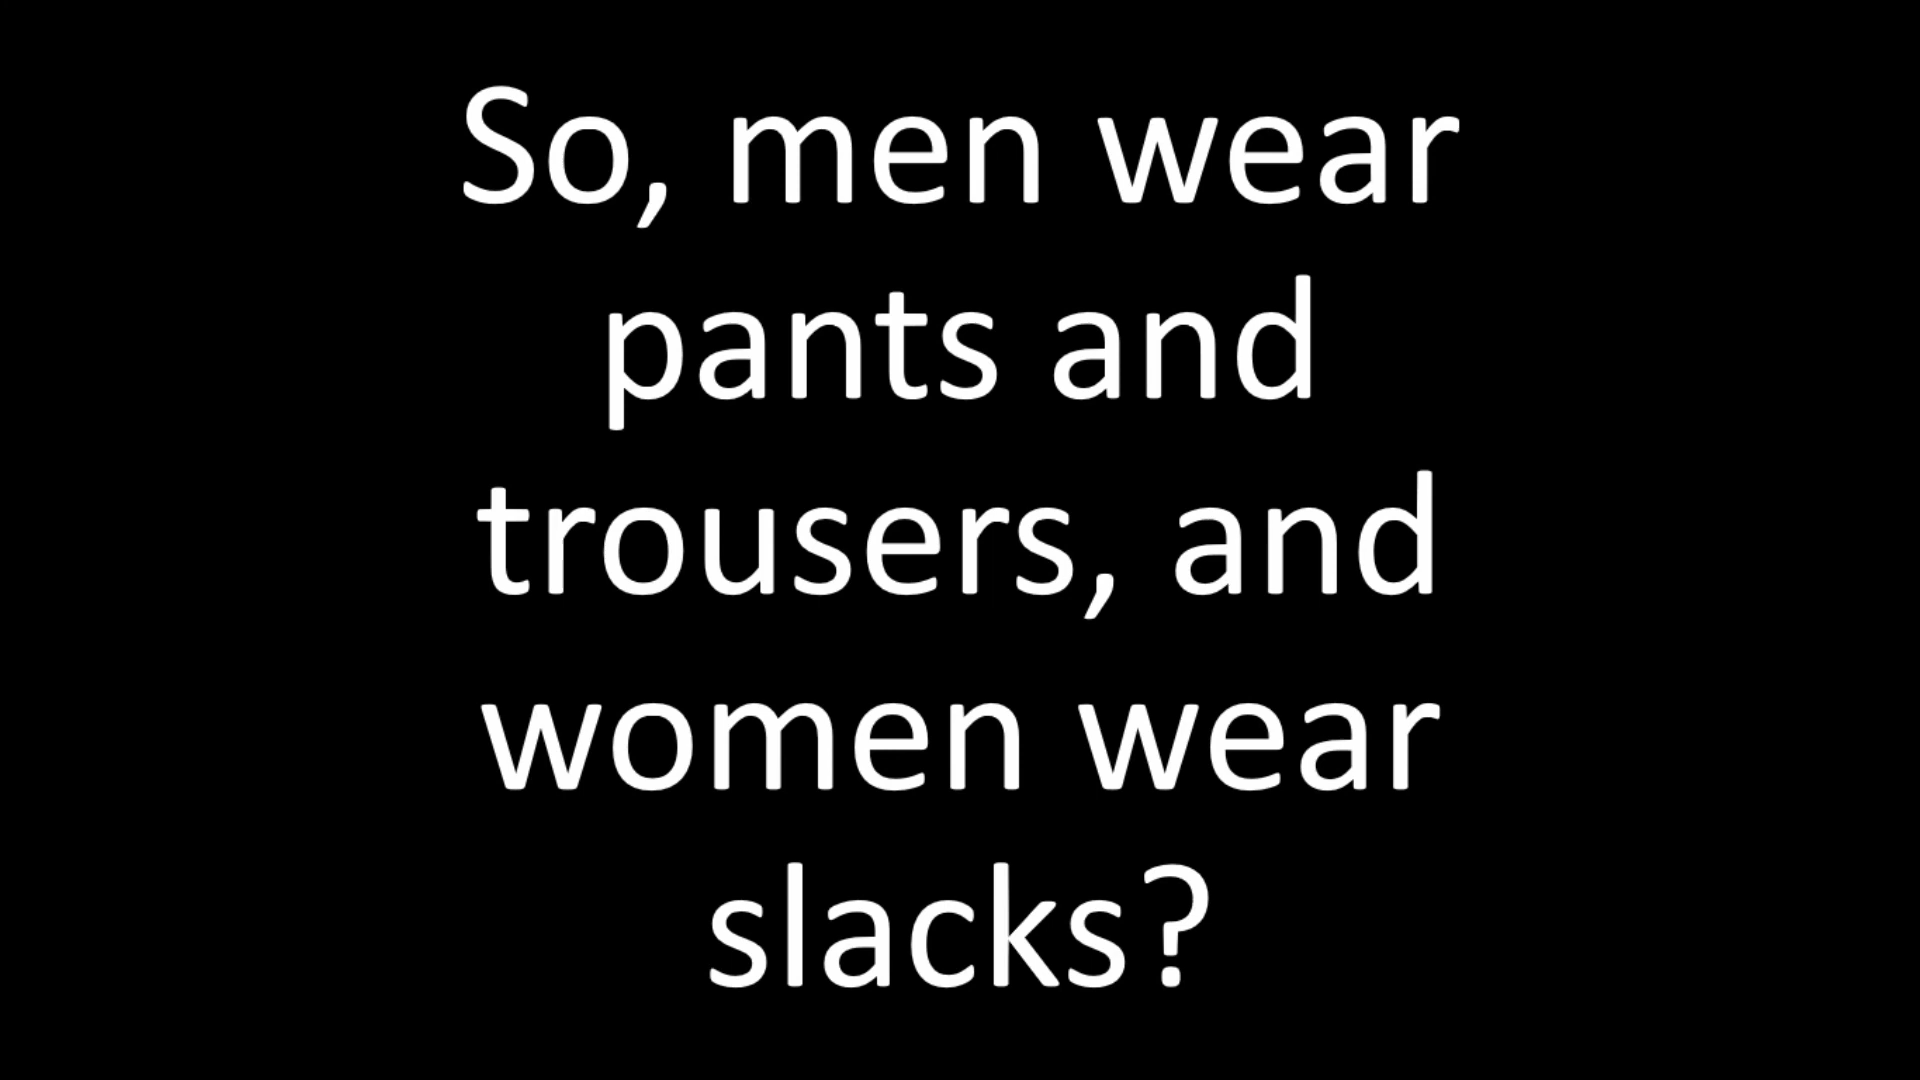 So, men wear
pants and
trousers, and
women wear
slacks?